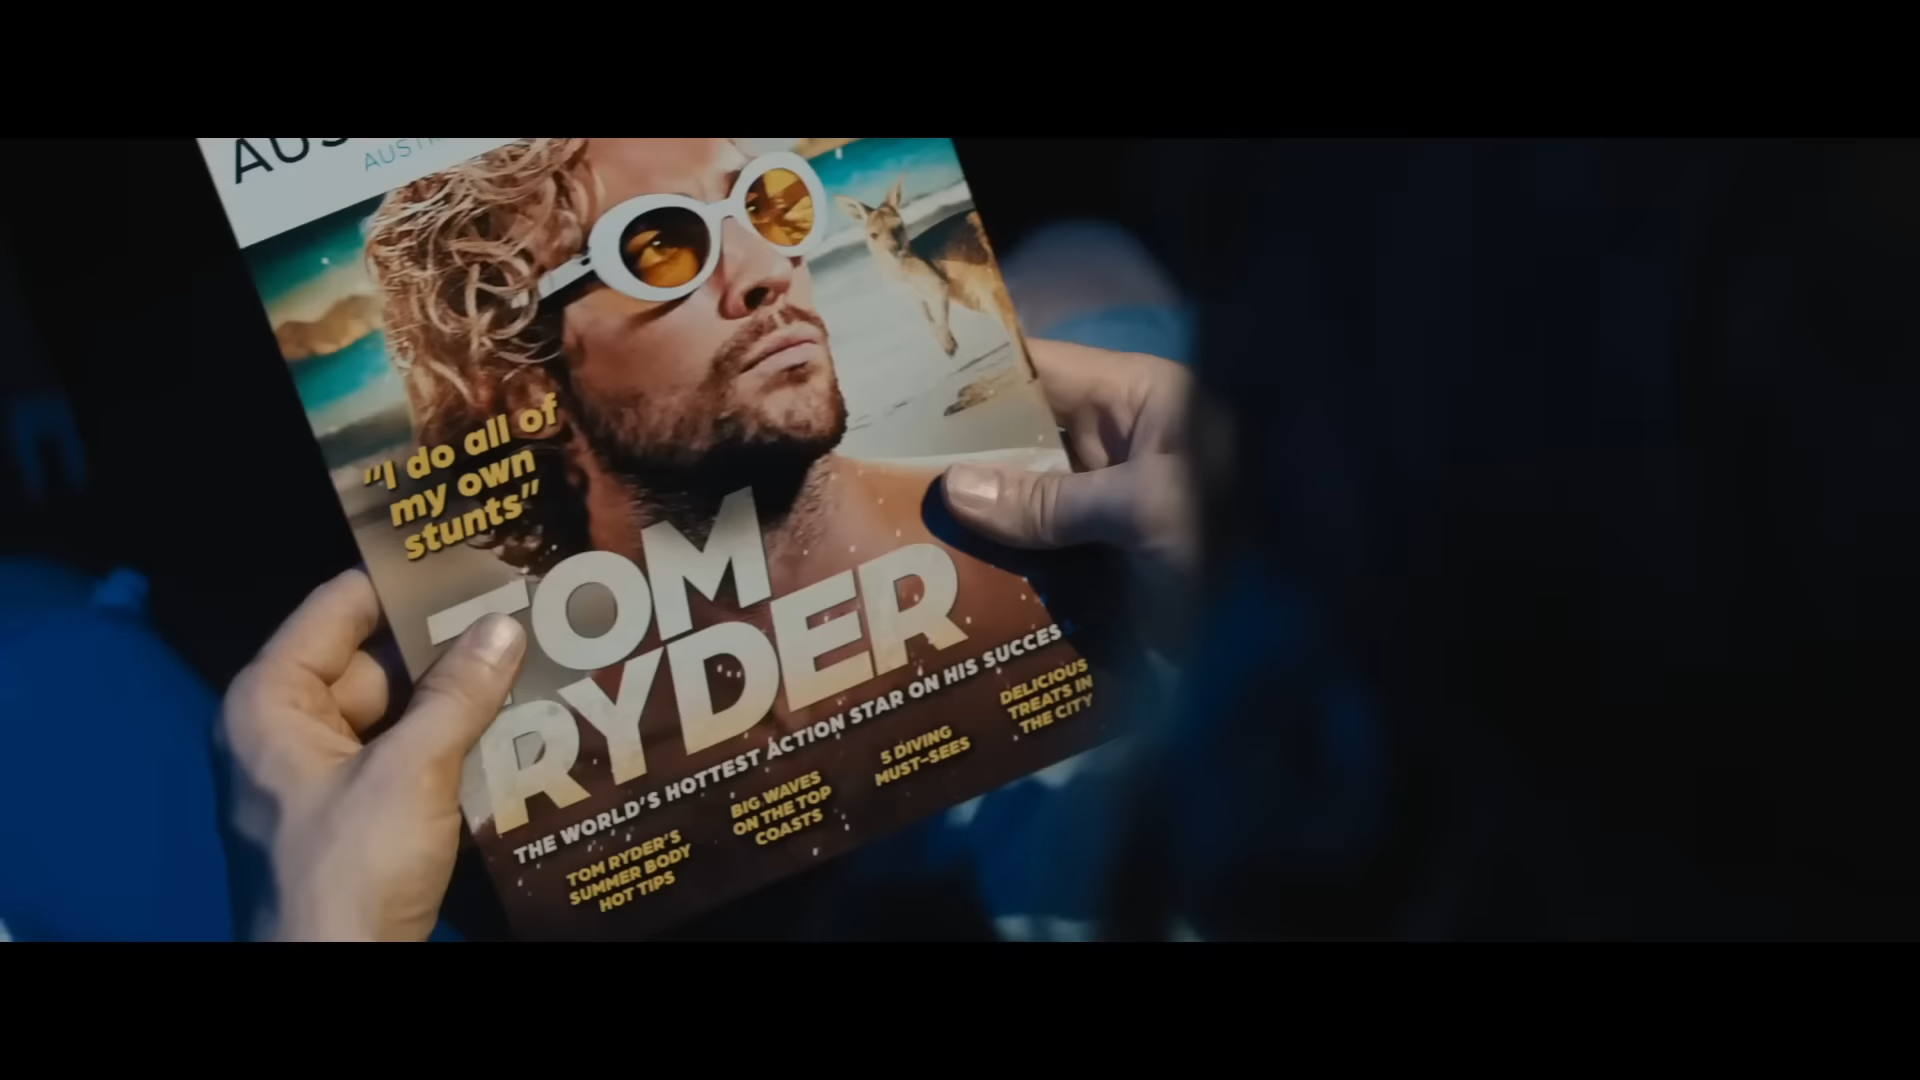 "I do all of
my own
stunts"
TOM
RYDER
THE WORLD'S HOTTEST ACTION STAR ON HIS
TOM RYDER'S
SUMMER BODY
HOT TIPS
BIG WAVES
ON THE TOP
COASTS
5 DIVING
MUST-SEES
DELICIOUS
TREATS IN
THE CITY